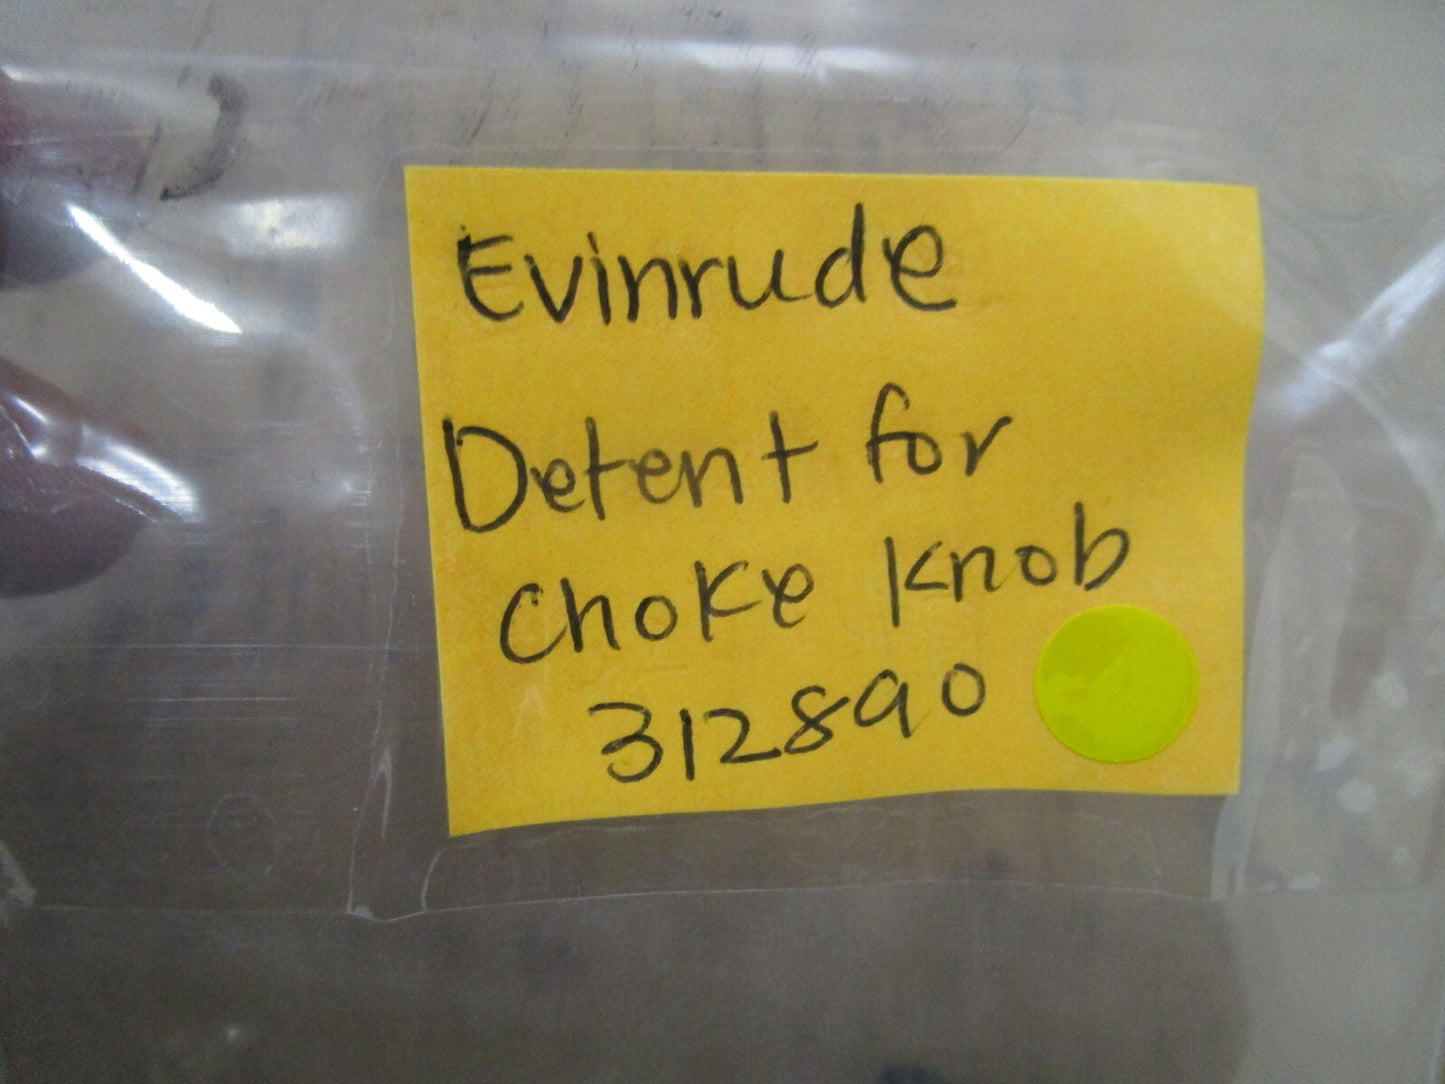 Evinrude
Detent for
Choke Knob
312890